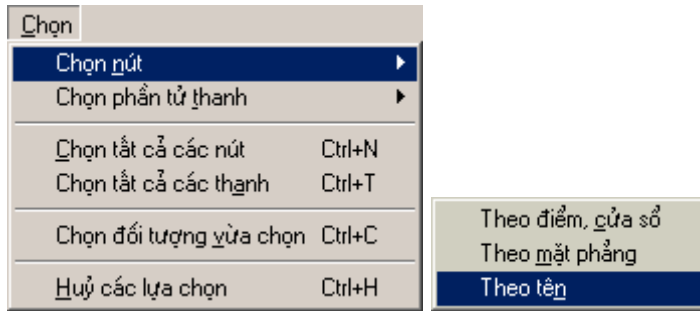 Chọn
Chọn nút
Chọn phần tử thanh
Chọn tất cả các nút Ctrl+N
Chọn tất cả các thanh Ctrl+T
Chọn đối tượng vừa chọn Ctrl+C
Huỷ các lựa chọn Ctrl+H
Theo điểm, cửa sổ
Theo mặt phẳng
Theo tên